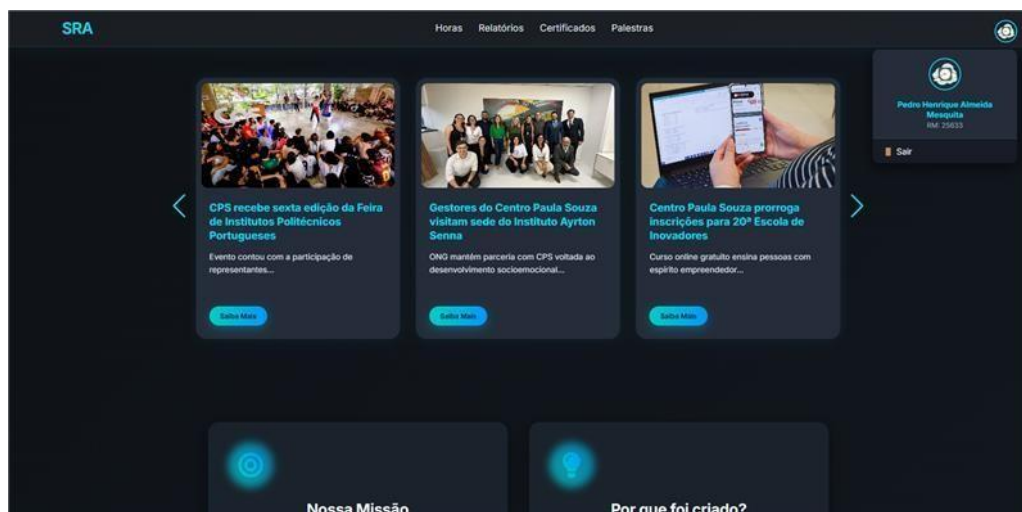 SRA
Horas Relatórios Certificados Palestras
Pedro Henrique Almeida
Mesquita
RM: 25633
Sair
CPS recebe sexta edição da Feira
de Institutos Politécnicos
Portugueses
Evento contou com a participação de
representantes...
Saiba Mais
Gestores do Centro Paula Souza
visitam sede do Instituto Ayrton
Senna
ONG mantém parceria com CPS voltada ao
desenvolvimento socioemocional...
Saiba Mais
Centro Paula Souza prorroga
inscrições para 20ª Escola de
Inovadores
Curso online gratuito ensina pessoas com
espírito empreendedor...
Saiba Mais
Nossa Missão
Por que foi criado?